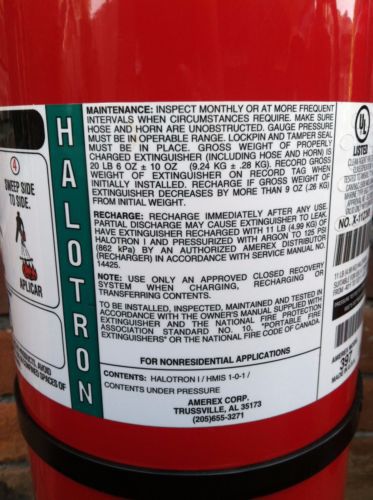 HALOTRON
MAINTENANCE: INSPECT MONTHLY OR AT MORE FREQUENT
INTERVALS WHEN CIRCUMSTANCES REQUIRE. MAKE SURE
HOSE AND HORN ARE UNOBSTRUCTED. GAUGE PRESSURE
MUST BE IN OPERABLE RANGE. LOCKPIN AND TAMPER SEAL
MUST BE IN PLACE. GROSS WEIGHT OF PROPERLY
CHARGED EXTINGUISHER (INCLUDING HOSE AND HORN) IS
20 LB 6 OZ ± 10 OZ (9.24 KG ± .28 KG). RECORD GROSS
WEIGHT OF EXTINGUISHER ON RECORD TAG WHEN
INITIALLY INSTALLED. RECHARGE IF GROSS WEIGHT OF
EXTINGUISHER DECREASES BY MORE THAN 9 OZ (.26 KG)
FROM INITIAL WEIGHT.
RECHARGE: RECHARGE IMMEDIATELY AFTER ANY USE.
PARTIAL DISCHARGE MAY CAUSE EXTINGUISHER TO LEAK.
HAVE EXTINGUISHER RECHARGED WITH 11 LB (4.99 KG) OF
HALOTRON I AND PRESSURIZED WITH ARGON TO 125 PSI
(862 kPa) BY AN AUTHORIZED AMEREX DISTRIBUTOR
(RECHARGER) IN ACCORDANCE WITH SERVICE MANUAL NO.
14425.
NOTE: USE ONLY AN APPROVED CLOSED RECOVERY
SYSTEM WHEN CHARGING, RECHARGING OR
TRANSFERRING CONTENTS.
TO BE INSTALLED, INSPECTED, MAINTAINED AND TESTED IN
ACCORDANCE WITH THE OWNER'S MANUAL SUPPLIED WITH
EXTINGUISHER AND THE NATIONAL FIRE PROTECTION
ASSOCIATION STANDARD NO. 10, "PORTABLE FIRE
EXTINGUISHERS" OR THE NATIONAL FIRE CODE OF CANADA.
FOR NONRESIDENTIAL APPLICATIONS
CONTENTS: HALOTRON I / HMIS 1-0-1/
CONTENTS UNDER PRESSURE
AMEREX CORP.
TRUSSVILLE, AL 35173
(205)655-3271
4
SWEEP SIDE
TO SIDE.
APLICAR
AVOID
SPACES OF
UL
LISTED
397